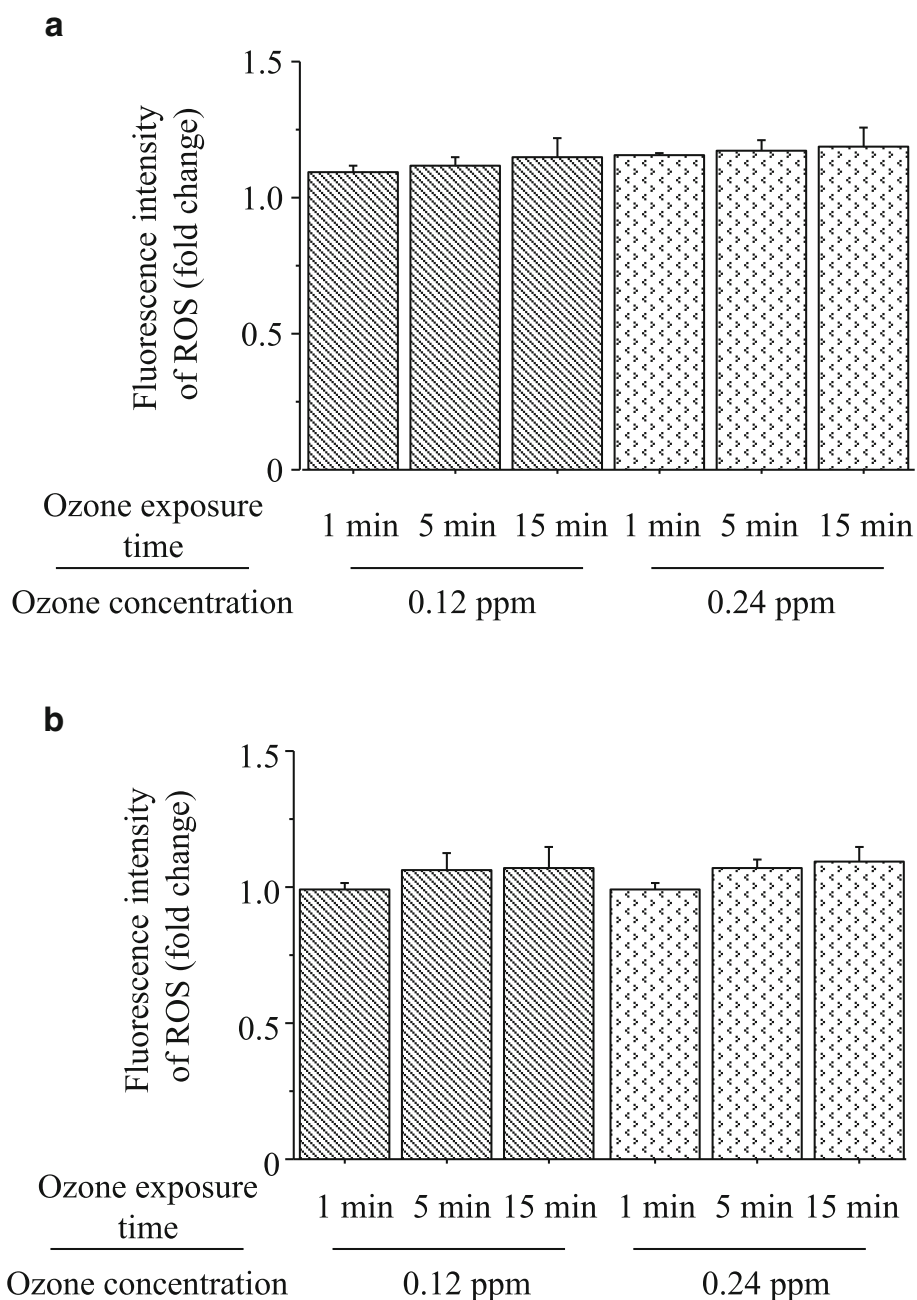 a
Fluorescence intensity
of ROS (fold change)
1.5
1.0
0.5
0
Ozone exposure
time
1 min 5 min 15 min 1 min 5 min 15 min
Ozone concentration 0.12 ppm 0.24 ppm
b
Fluorescence intensity
of ROS (fold change)
1.5
1.0
0.5
0
Ozone exposure
time
1 min 5 min 15 min 1 min 5 min 15 min
Ozone concentration 0.12 ppm 0.24 ppm